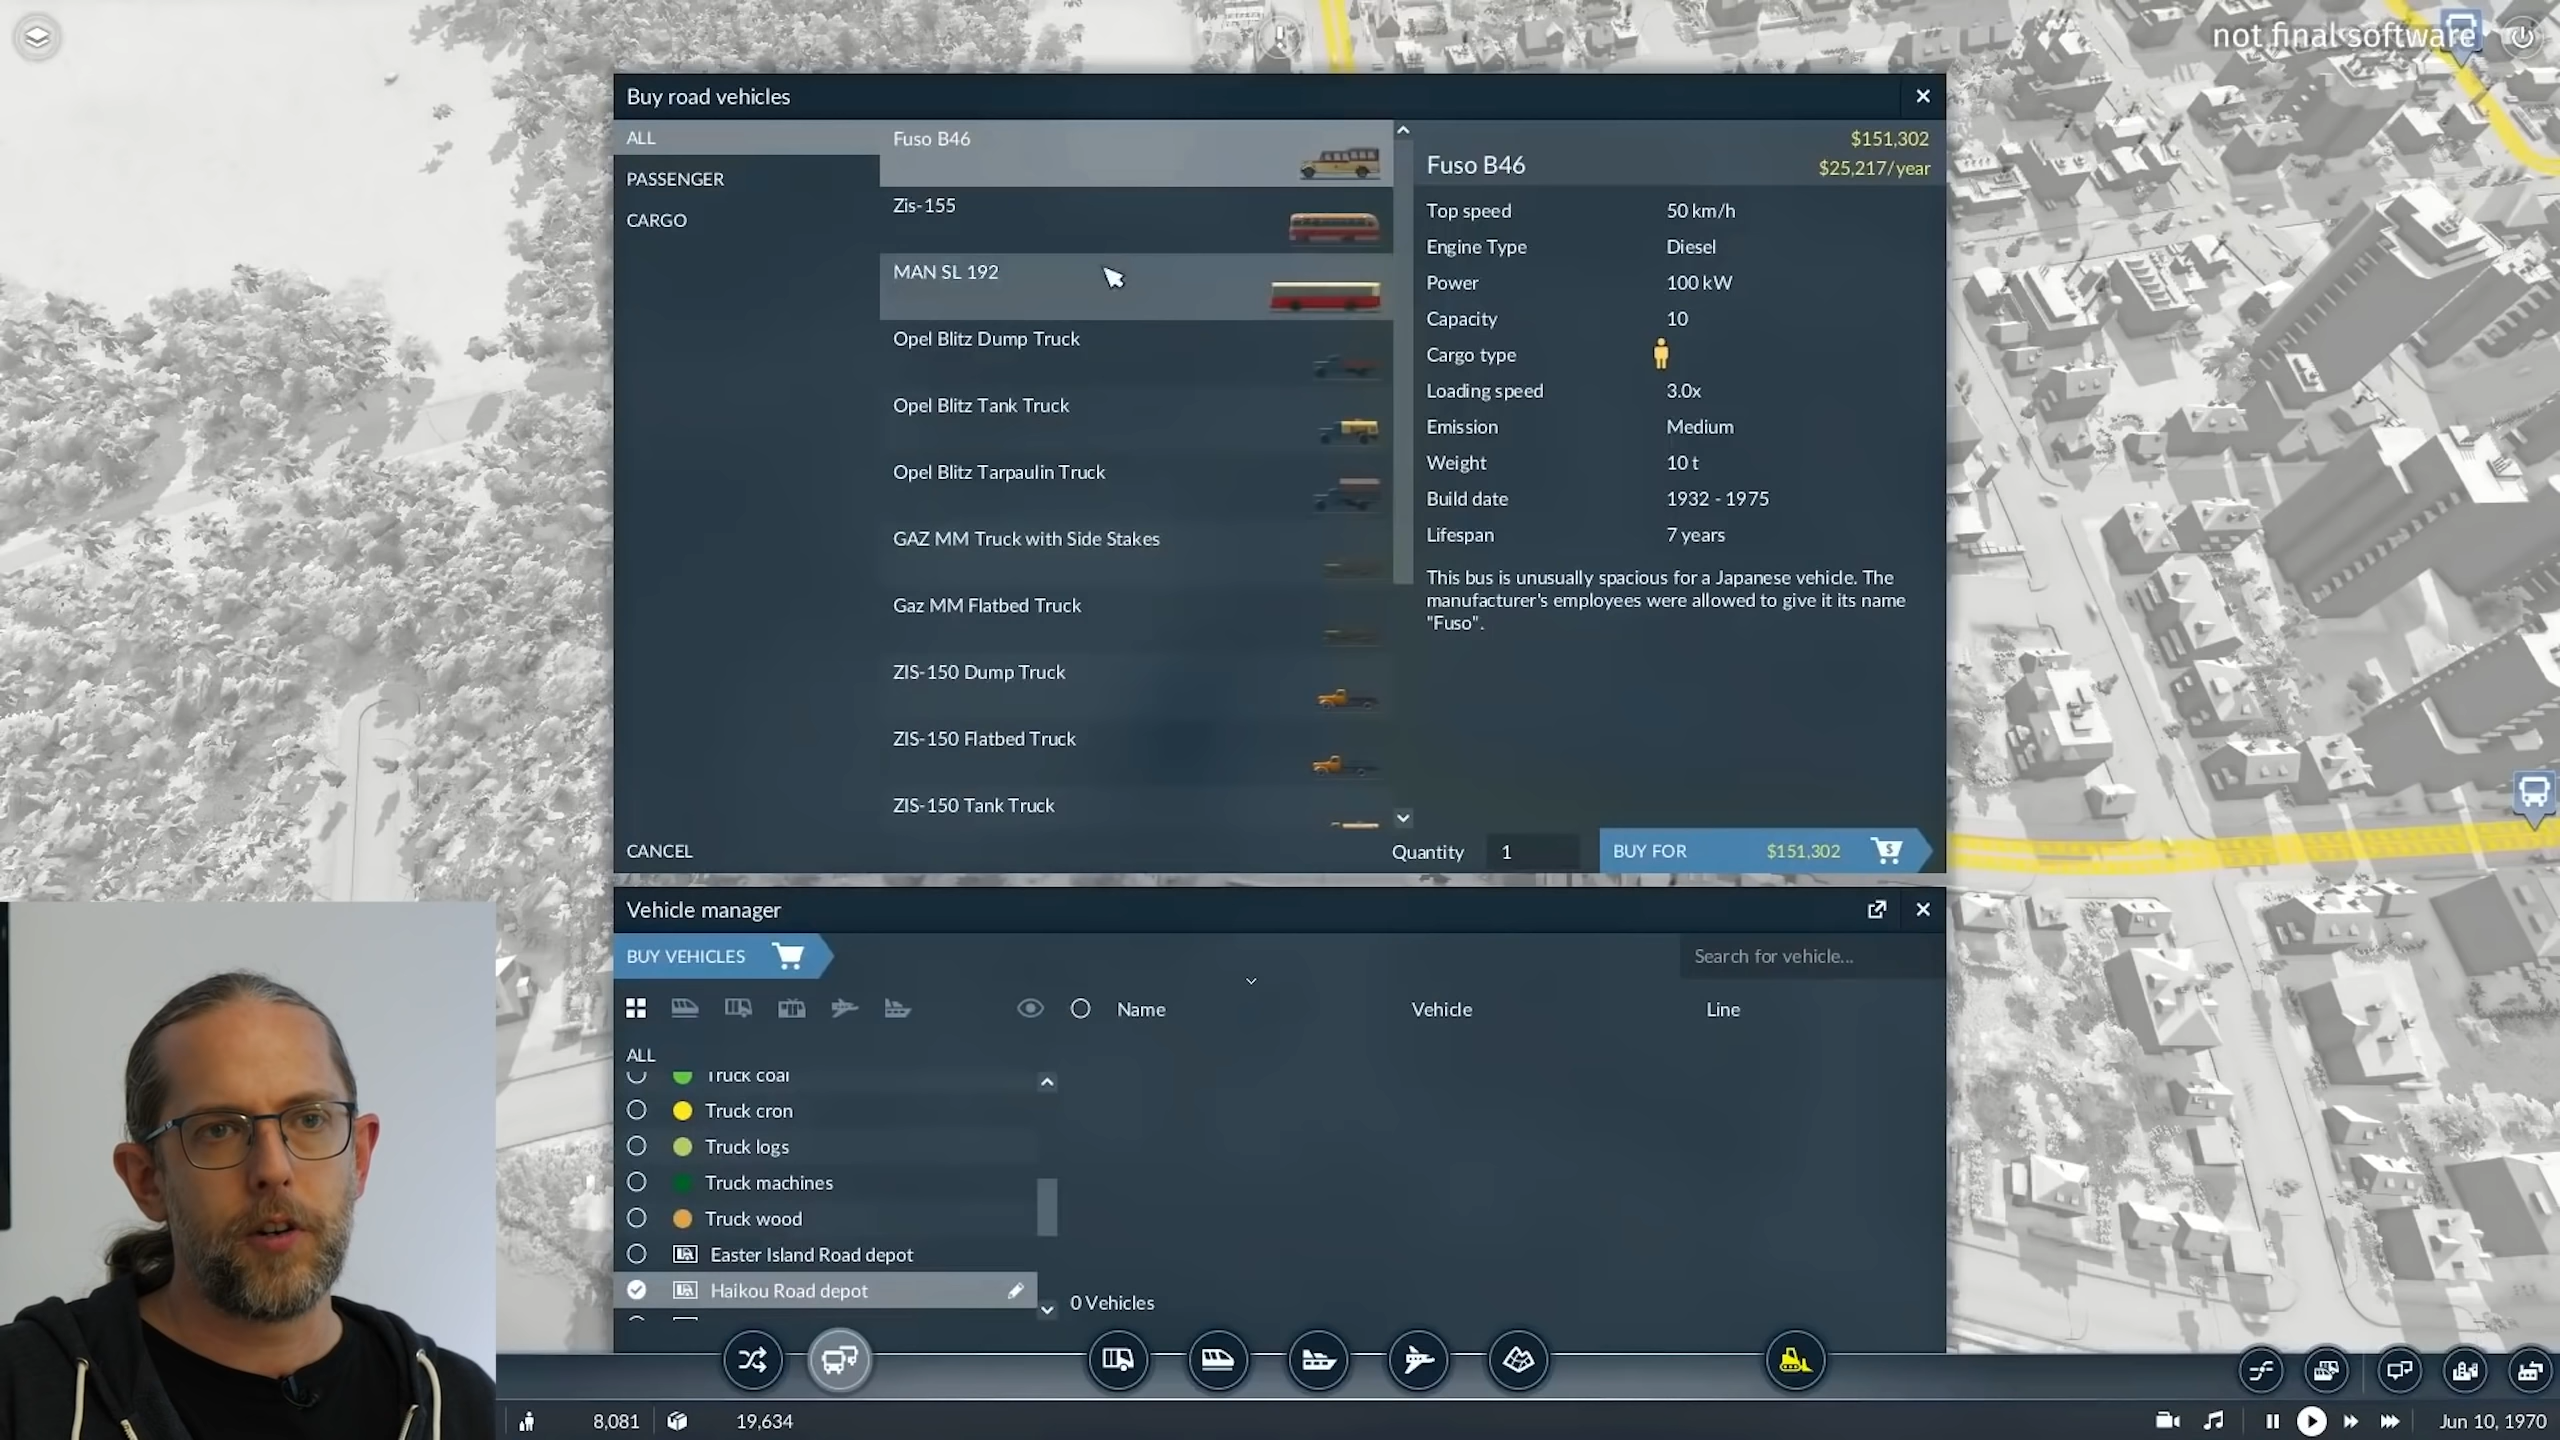 not final software
Buy road vehicles
ALL
PASSENGER
CARGO
Fuso B46
Zis-155
MAN SL 192
Opel Blitz Dump Truck
Opel Blitz Tank Truck
Opel Blitz Tarpaulin Truck
GAZ MM Truck with Side Stakes
Gaz MM Flatbed Truck
ZIS-150 Dump Truck
ZIS-150 Flatbed Truck
ZIS-150 Tank Truck
Fuso B46
$151,302
$25,217/year
Top speed 50 km/h
Engine Type Diesel
Power 100 kW
Capacity 10
Cargo type
Loading speed 3.0x
Emission Medium
Weight 10 t
Build date 1932 - 1975
Lifespan 7 years
This bus is unusually spacious for a Japanese vehicle. The
manufacturer's employees were allowed to give it its name
"Fuso".
CANCEL
Quantity 1
BUY FOR $151,302
Vehicle manager
BUY VEHICLES
Search for vehicle...
Name Vehicle Line
ALL
Truck coal
Truck cron
Truck logs
Truck machines
Truck wood
Easter Island Road depot
Haikou Road depot
0 Vehicles
8,081 19,634
Jun 10, 1970